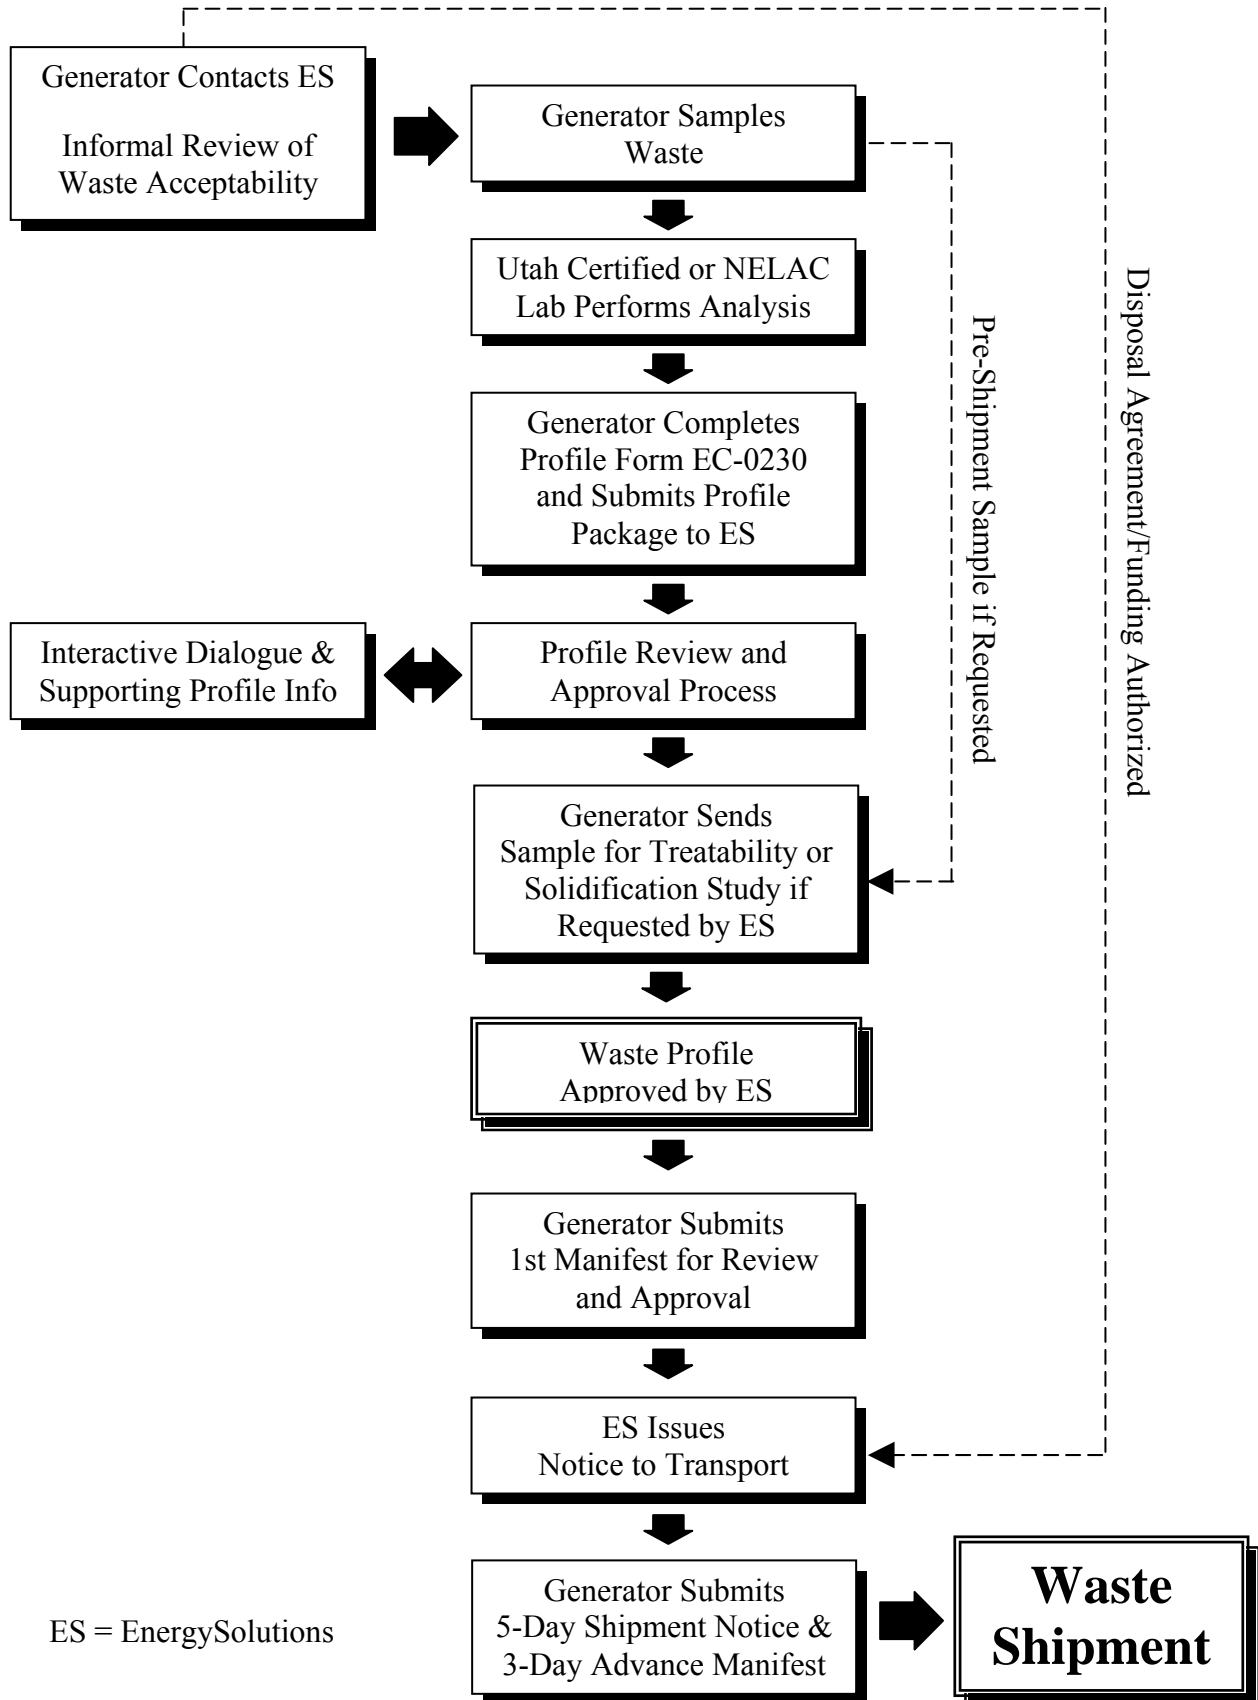 Generator Contacts ES
Informal Review of
Waste Acceptability
Generator Samples
Waste
Utah Certified or NELAC
Lab Performs Analysis
Generator Completes
Profile Form EC-0230
and Submits Profile
Package to ES
Interactive Dialogue &
Supporting Profile Info
Profile Review and
Approval Process
Generator Sends
Sample for Treatability or
Solidification Study if
Requested by ES
Pre-Shipment Sample if Requested
Disposal Agreement/Funding Authorized
Waste Profile
Approved by ES
Generator Submits
1st Manifest for Review
and Approval
ES Issues
Notice to Transport
Generator Submits
5-Day Shipment Notice &
3-Day Advance Manifest
Waste
Shipment
ES = EnergySolutions